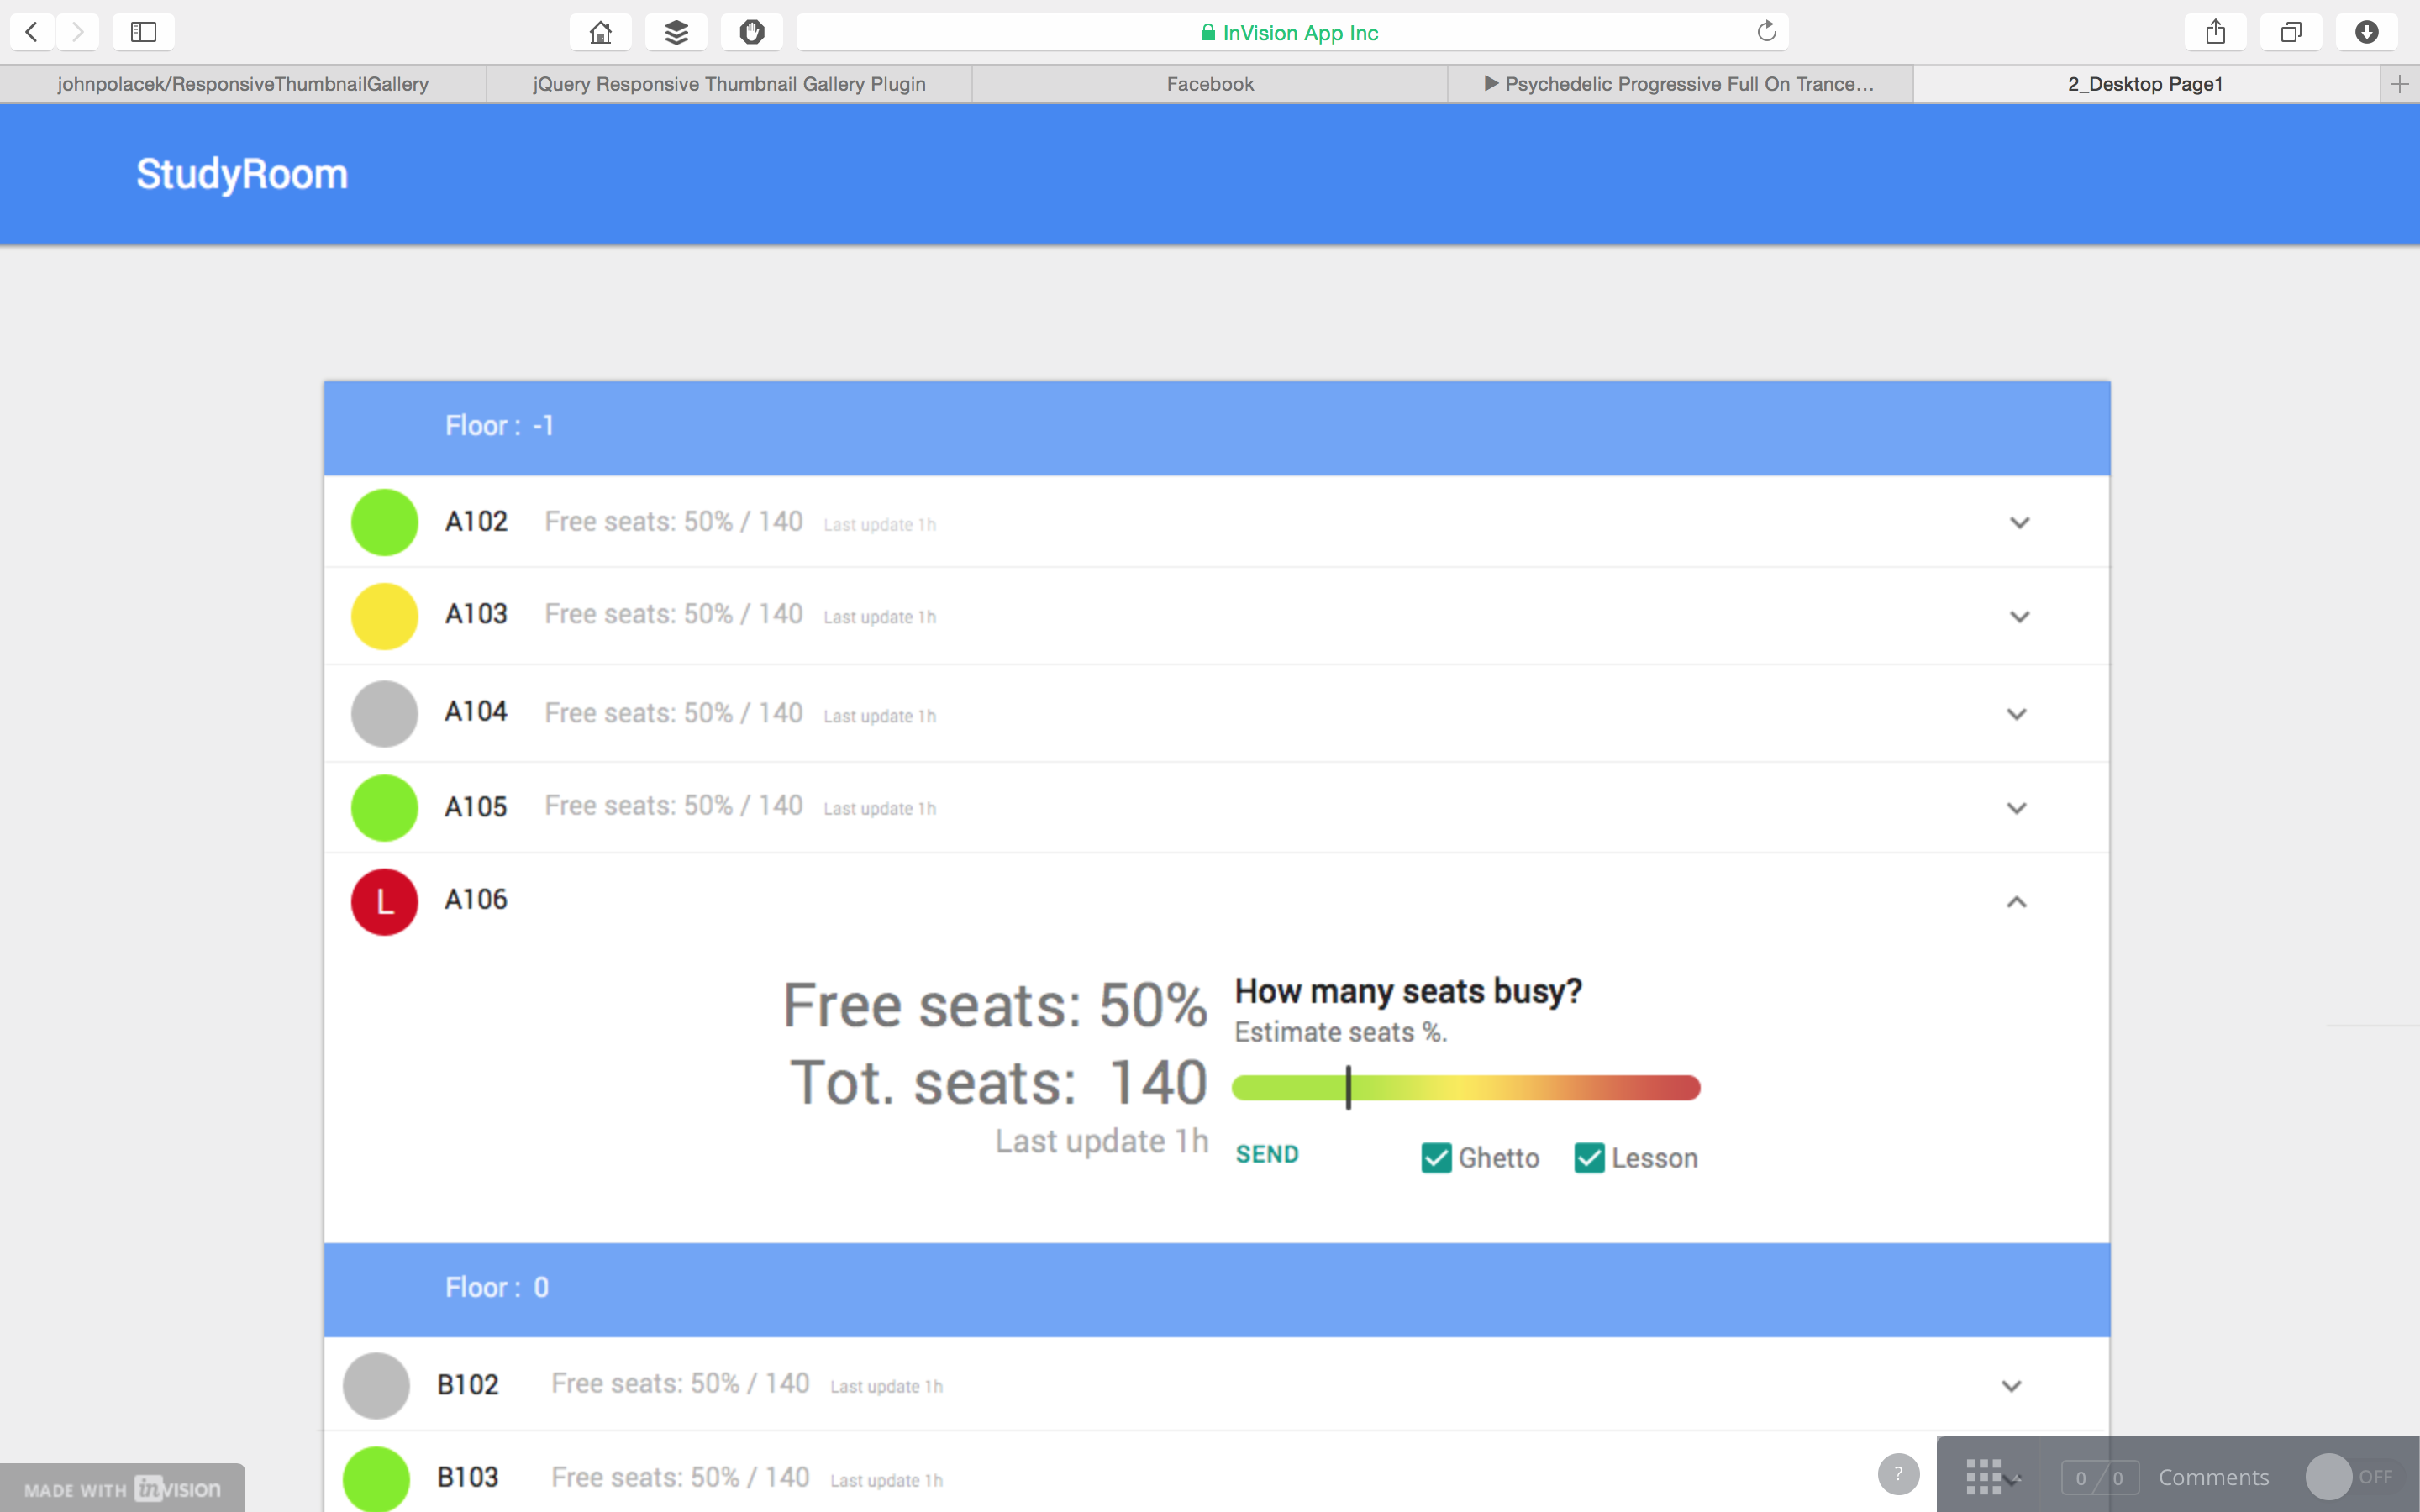 InVision App Inc
johnpolacek/ResponsiveThumbnailGallery
jQuery Responsive Thumbnail Gallery Plugin
Facebook
Psychedelic Progressive Full On Trance...
2_Desktop Page1
StudyRoom
Floor : -1
A102 Free seats: 50% / 140 Last update 1h
A103 Free seats: 50% / 140 Last update 1h
A104 Free seats: 50% / 140 Last update 1h
A105 Free seats: 50% / 140 Last update 1h
L A106
Free seats: 50%
Tot. seats: 140
Last update 1h
How many seats busy?
Estimate seats %.
SEND Ghetto Lesson
Floor : 0
B102 Free seats: 50% / 140 Last update 1h
B103 Free seats: 50% / 140 Last update 1h
MADE WITH inVISION
? 0 / 0 Comments OFF